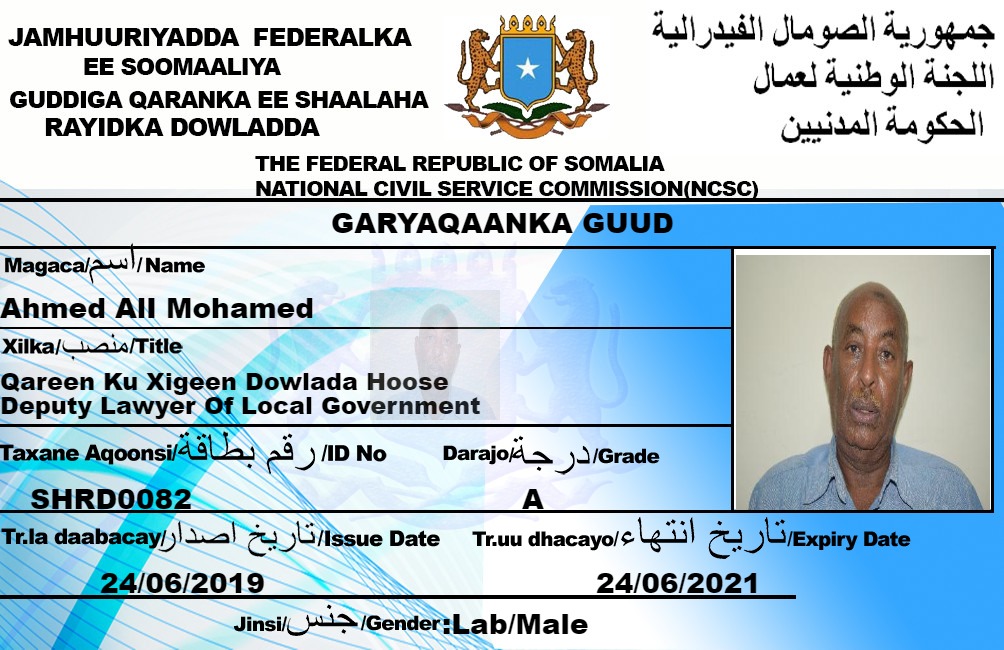 JAMHUURIYADDA FEDERALKA
EE SOOMAALIYA
GUDDIGA QARANKA EE SHAALAHA
RAYIDKA DOWLADDA
جمهورية الصومال الفيدرالية
اللجنة الوطنية لعمال
الحكومة المدنيين
THE FEDERAL REPUBLIC OF SOMALIA
NATIONAL CIVIL SERVICE COMMISSION(NCSC)
GARYAQAANKA GUUD
Magaca/اسم/Name
Ahmed Ali Mohamed
Xilka/منصب/Title
Qareen Ku Xigeen Dowlada Hoose
Deputy Lawyer Of Local Government
Taxane Aqoonsi/رقم بطاقة/ID No Darajo/درجة/Grade
SHRD0082 A
Tr.la daabacay/تاريخ اصدار/Issue Date Tr.uu dhacayo/تاريخ انتهاء/Expiry Date
24/06/2019 24/06/2021
Jinsi/جنس/Gender:Lab/Male